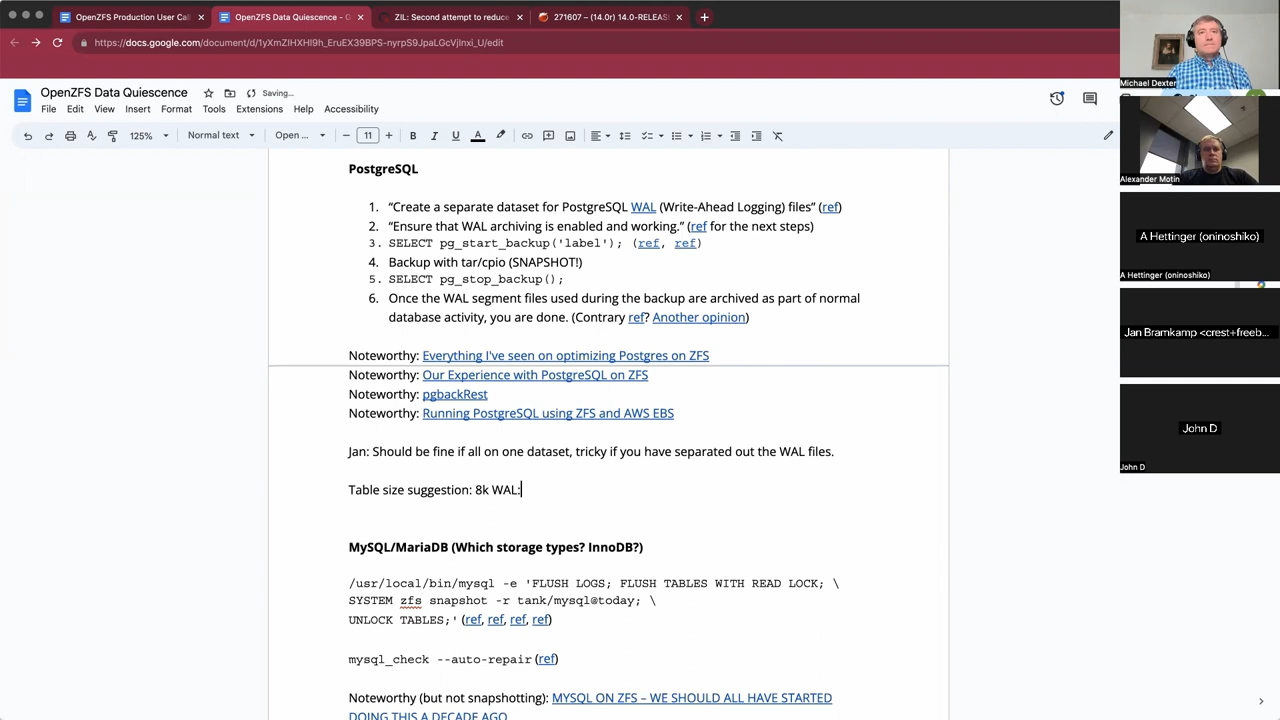 OpenZFS Production User Cal
OpenZFS Data Quiescence - G
ZIL: Second attempt to reduce
271607 – (14.0r) 14.0-RELEAS
https://docs.google.com/document/d/1yXmZIHXHI9h_EruEX39BPS-nyrpS9JpaLGcVjlnxi_U/edit
OpenZFS Data Quiescence
Saving...
File Edit View Insert Format Tools Extensions Help Accessibility
125% Normal text Open ... 11 B I U A
PostgreSQL
1. “Create a separate dataset for PostgreSQL WAL (Write-Ahead Logging) files” (ref)
2. “Ensure that WAL archiving is enabled and working.” (ref for the next steps)
3. SELECT pg_start_backup('label'); (ref, ref)
4. Backup with tar/cpio (SNAPSHOT!)
5. SELECT pg_stop_backup();
6. Once the WAL segment files used during the backup are archived as part of normal
database activity, you are done. (Contrary ref? Another opinion)
Noteworthy: Everything I've seen on optimizing Postgres on ZFS
Noteworthy: Our Experience with PostgreSQL on ZFS
Noteworthy: pgbackRest
Noteworthy: Running PostgreSQL using ZFS and AWS EBS
Jan: Should be fine if all on one dataset, tricky if you have separated out the WAL files.
Table size suggestion: 8k WAL:
MySQL/MariaDB (Which storage types? InnoDB?)
/usr/local/bin/mysql -e 'FLUSH LOGS; FLUSH TABLES WITH READ LOCK; \
SYSTEM zfs snapshot -r tank/mysql@today; \
UNLOCK TABLES;' (ref, ref, ref, ref)
mysql_check --auto-repair (ref)
Noteworthy (but not snapshotting): MYSQL ON ZFS – WE SHOULD ALL HAVE STARTED
DOING THIS A DECADE AGO
Michael Dexter
Alexander Motin
A Hettinger (oninoshiko)
A Hettinger (oninoshiko)
Jan Bramkamp <crest+freeb...
John D
John D